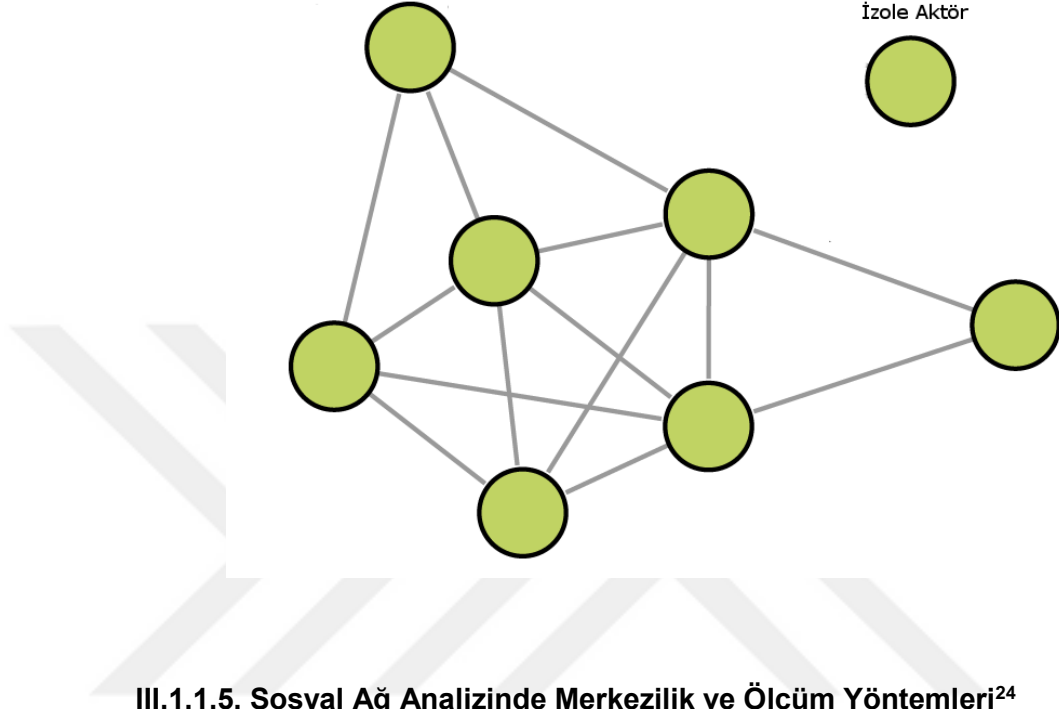 İzole Aktör
III.1.1.5. Sosyal Ağ Analizinde Merkezilik ve Ölçüm Yöntemleri²⁴